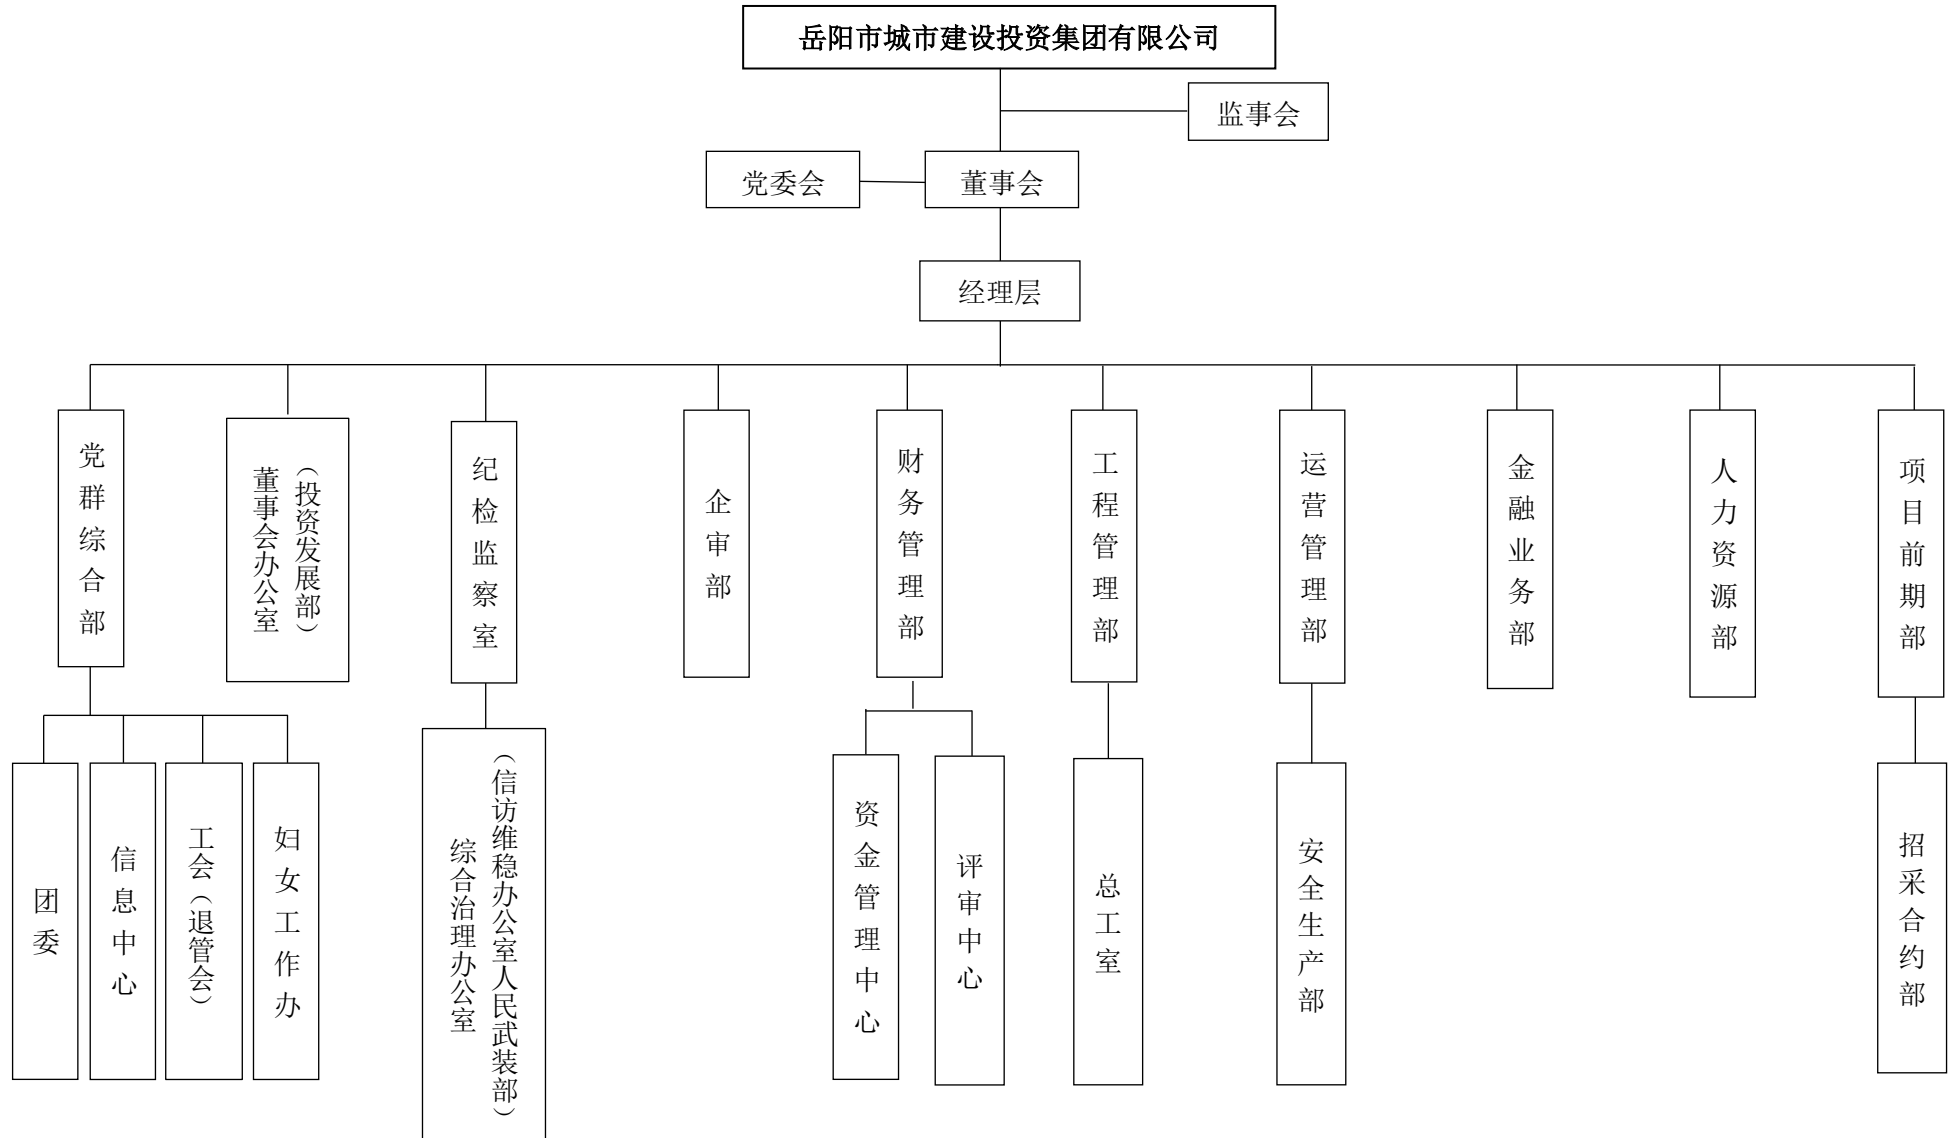 岳阳市城市建设投资集团有限公司
监事会
党委会
董事会
经理层
党群综合部
董事会办公室
（投资发展部）
纪检监察室
企审部
财务管理部
工程管理部
运营管理部
金融业务部
人力资源部
项目前期部
团委
信息中心
工会（退管会）
妇女工作办
综合治理办公室
（信访维稳办公室人民武装部）
资金管理中心
评审中心
总工室
安全生产部
招采合约部